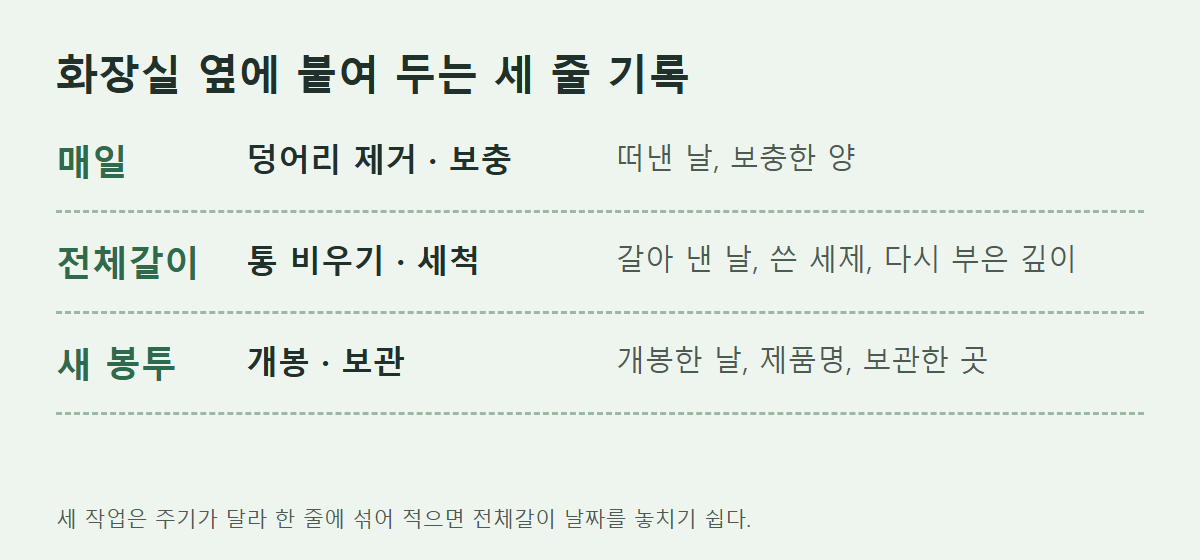 화장실 옆에 붙여 두는 세 줄 기록
매일 덩어리 제거 · 보충 떠낸 날, 보충한 양
전체갈이 통 비우기 · 세척 갈아 낸 날, 쓴 세제, 다시 부은 깊이
새 봉투 개봉 · 보관 개봉한 날, 제품명, 보관한 곳
세 작업은 주기가 달라 한 줄에 섞어 적으면 전체갈이 날짜를 놓치기 쉽다.